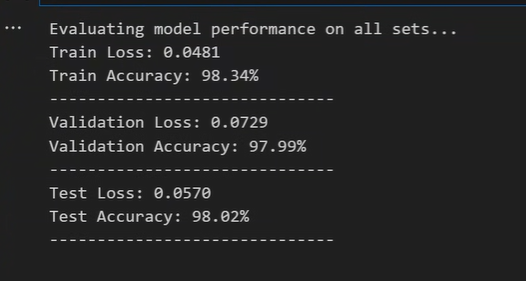 Evaluating model performance on all sets...
Train Loss: 0.0481
Train Accuracy: 98.34%
------------------------------
Validation Loss: 0.0729
Validation Accuracy: 97.99%
------------------------------
Test Loss: 0.0570
Test Accuracy: 98.02%
------------------------------